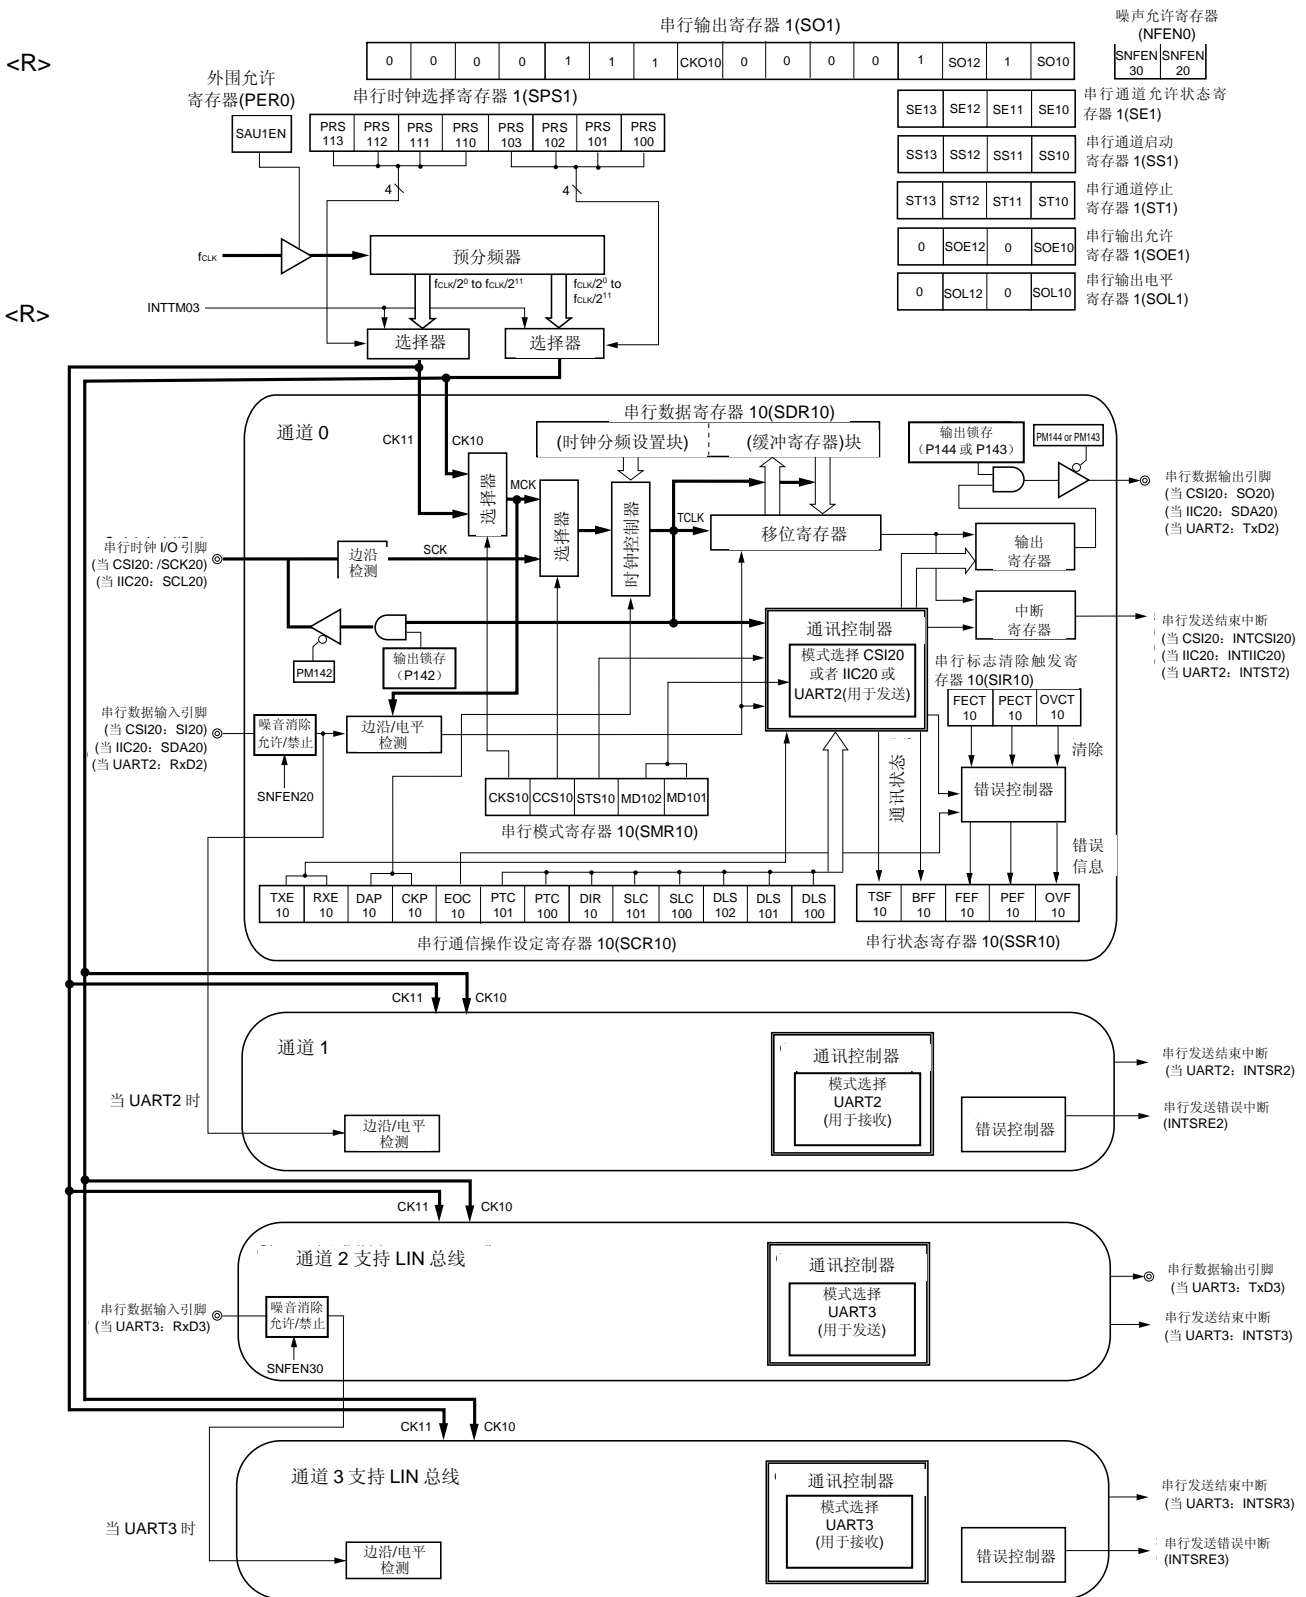 串行输出寄存器 1(SO1)
0 0 0 0 1 1 1 CKO10 0 0 0 0 1 SO12 1 SO10
噪声允许寄存器
(NFEN0)
SNFEN 30 SNFEN 20
<R>
外围允许
寄存器(PER0)
SAU1EN
串行时钟选择寄存器 1(SPS1)
PRS 113 PRS 112 PRS 111 PRS 110 PRS 103 PRS 102 PRS 101 PRS 100
4
4
SE13 SE12 SE11 SE10
串行通道允许状态寄
存器 1(SE1)
SS13 SS12 SS11 SS10
串行通道启动
寄存器 1(SS1)
ST13 ST12 ST11 ST10
串行通道停止
寄存器 1(ST1)
0 SOE12 0 SOE10
串行输出允许
寄存器 1(SOE1)
0 SOL12 0 SOL10
串行输出电平
寄存器 1(SOL1)
fCLK
预分频器
fCLK/2⁰ to fCLK/2¹¹
fCLK/2⁰ to
fCLK/2¹¹
<R>
INTTM03
选择器
选择器
通道 0
CK11
CK10
串行数据寄存器 10(SDR10)
(时钟分频设置块)
(缓冲寄存器)块
输出锁存
(P144 或 P143)
PM144 or PM143
串行数据输出引脚
(当 CSI20: SO20)
(当 IIC20: SDA20)
(当 UART2: TxD2)
选择器
MCK
选择器
时钟控制器
TCLK
移位寄存器
输出
寄存器
串行时钟 I/O 引脚
(当 CSI20: /SCK20)
(当 IIC20: SCL20)
边沿
检测
SCK
中断
寄存器
串行发送结束中断
(当 CSI20: INTCSI20)
(当 IIC20: INTIIC20)
(当 UART2: INTST2)
PM142
输出锁存
(P142)
通讯控制器
模式选择 CSI20
或者 IIC20 或
UART2(用于发送)
串行标志清除触发寄
存器 10(SIR10)
FECT 10 PECT 10 OVCT 10
清除
串行数据输入引脚
(当 CSI20: SI20)
(当 IIC20: SDA20)
(当 UART2: RxD2)
噪音消除
允许/禁止
SNFEN20
边沿/电平
检测
CKS10 CCS10 STS10 MD102 MD101
串行模式寄存器 10(SMR10)
通讯状态
错误控制器
错误
信息
TXE 10 RXE 10 DAP 10 CKP 10 EOC 10 PTC 101 PTC 100 DIR 10 SLC 101 SLC 100 DLS 102 DLS 101 DLS 100
串行通信操作设定寄存器 10(SCR10)
TSF 10 BFF 10 FEF 10 PEF 10 OVF 10
串行状态寄存器 10(SSR10)
CK11
CK10
通道 1
当 UART2 时
边沿/电平
检测
通讯控制器
模式选择
UART2
(用于接收)
错误控制器
串行发送结束中断
(当 UART2: INTSR2)
串行发送错误中断
(INTSRE2)
CK11
CK10
通道 2 支持 LIN 总线
串行数据输入引脚
(当 UART3: RxD3)
噪音消除
允许/禁止
SNFEN30
通讯控制器
模式选择
UART3
(用于发送)
串行数据输出引脚
(当 UART3: TxD3)
串行发送结束中断
(当 UART3: INTST3)
CK11
CK10
通道 3 支持 LIN 总线
当 UART3 时
边沿/电平
检测
通讯控制器
模式选择
UART3
(用于接收)
错误控制器
串行发送结束中断
(当 UART3: INTSR3)
串行发送错误中断
(INTSRE3)